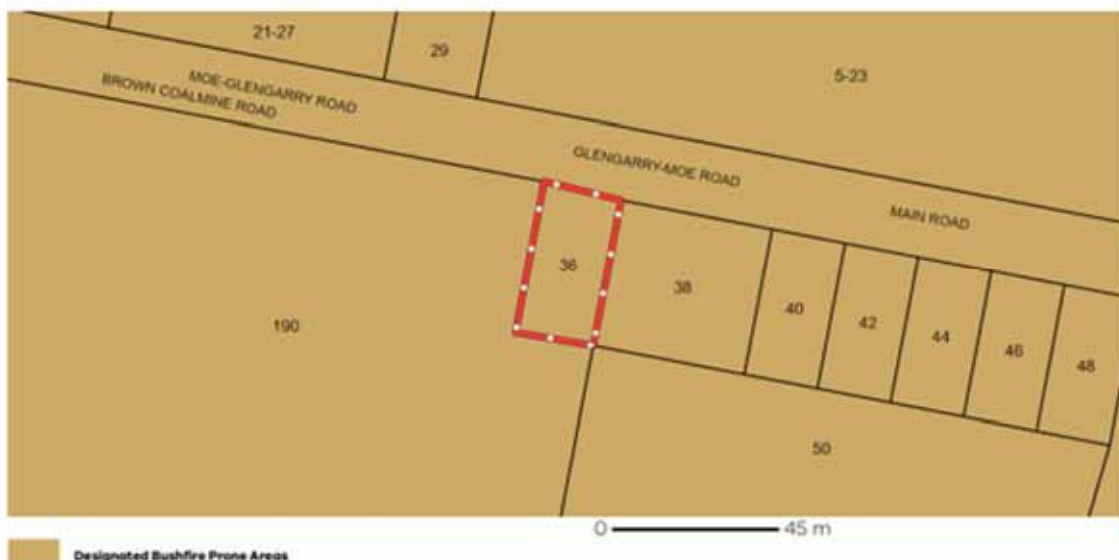 21-27
29
5-23
MOE-GLENGARRY ROAD
BROWN COALMINE ROAD
GLENGARRY-MOE ROAD
MAIN ROAD
36
38
40
42
44
46
48
190
50
0 45 m
Designated Bushfire Prone Areas